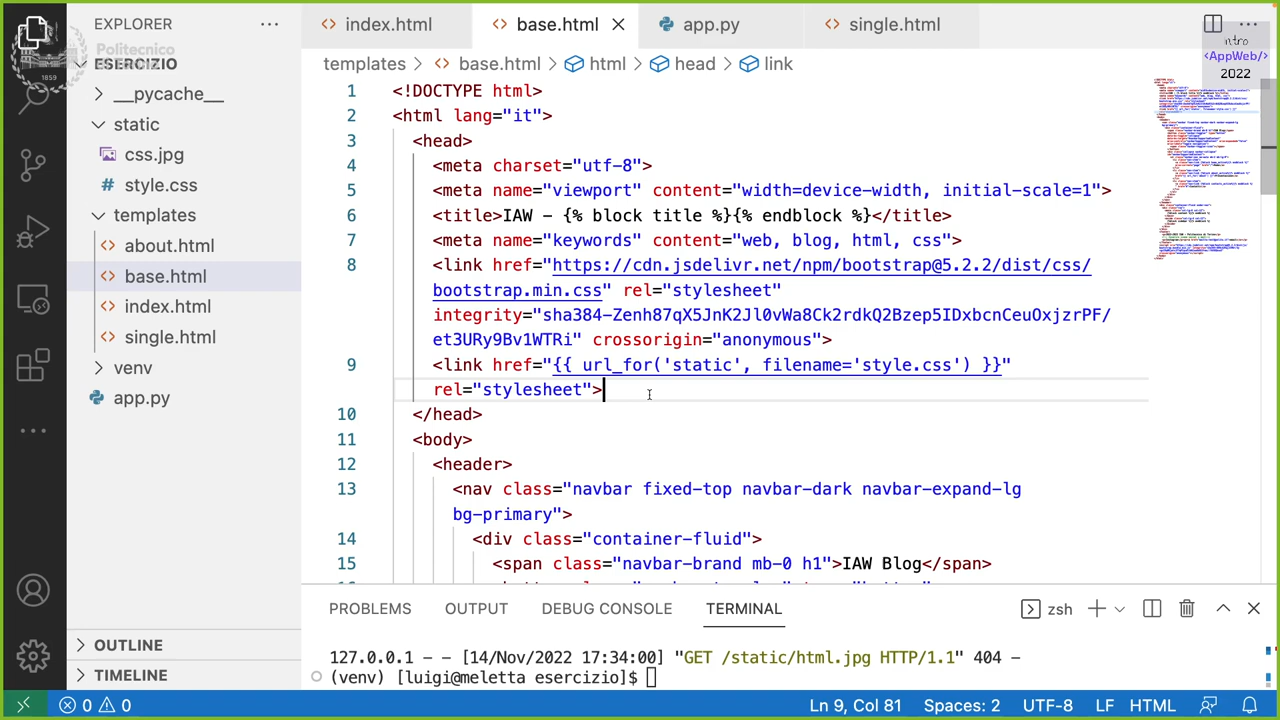 EXPLORER
Politecnico
1859
ESERCIZIO
__pycache__
static
css.jpg
style.css
templates
about.html
base.html
index.html
single.html
venv
app.py
OUTLINE
TIMELINE
index.html
base.html
app.py
single.html
ntro
<AppWeb/>
2022
templates > base.html > html > head > link
1 <!DOCTYPE html>
2 <html lang="it">
3 <head>
4 <meta charset="utf-8">
5 <meta name="viewport" content="width=device-width, initial-scale=1">
6 <title>IAW - {% block title %}{% endblock %}</title>
7 <meta name="keywords" content="web, blog, html, css">
8 <link href="https://cdn.jsdelivr.net/npm/bootstrap@5.2.2/dist/css/
bootstrap.min.css" rel="stylesheet"
integrity="sha384-Zenh87qX5JnK2Jl0vWa8Ck2rdkQ2Bzep5IDxbcnCeuOxjzrPF/
et3URy9Bv1WTRi" crossorigin="anonymous">
9 <link href="{{ url_for('static', filename='style.css') }}"
rel="stylesheet">
10 </head>
11 <body>
12 <header>
13 <nav class="navbar fixed-top navbar-dark navbar-expand-lg
bg-primary">
14 <div class="container-fluid">
15 <span class="navbar-brand mb-0 h1">IAW Blog</span>
PROBLEMS OUTPUT DEBUG CONSOLE TERMINAL zsh
127.0.0.1 - - [14/Nov/2022 17:34:00] "GET /static/html.jpg HTTP/1.1" 404 -
(venv) [luigi@meletta esercizio]$
0 0 Ln 9, Col 81 Spaces: 2 UTF-8 LF HTML